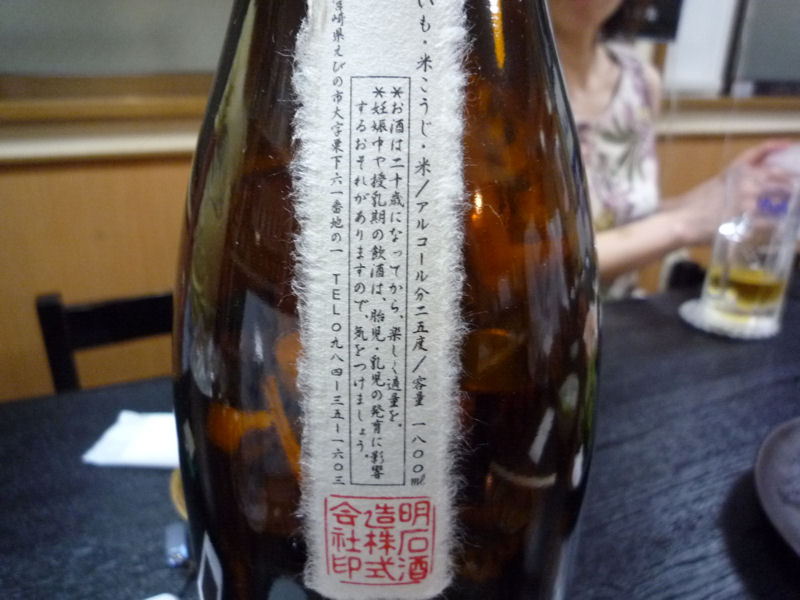 いも・米こうじ・米/アルコール分二五度/容量 一八〇〇ml
*お酒は二十歳になってから、楽しく適量を。
*妊娠中や授乳期の飲酒は、胎児・乳児の発育に影響
するおそれがありますので、気をつけましょう。
崎県えびの市大字栗下六一番地の一 TEL〇九八四-三五-一六〇三
明石酒
造株式
会社印